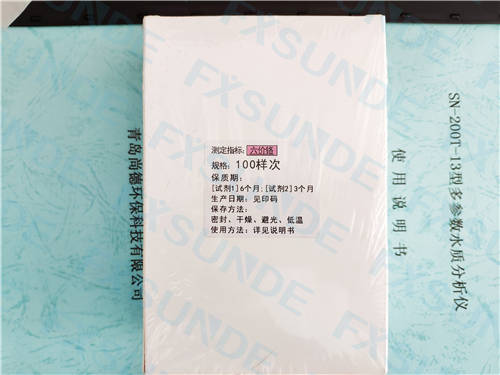 测定指标: 六价铬
规格: 100样次
保质期:
[试剂1]6个月;[试剂2]3个月
生产日期: 见印码
保存方法:
密封、干燥、避光、低温
使用方法: 详见说明书
SN-200T-13型多参数水质分析仪
使用说明书
青岛尚德环保科技有限公司
FXSUNDE
FXSUNDE